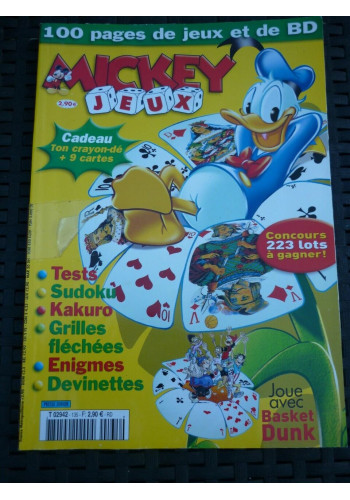 100 pages de jeux et de BD
MICKEY
JEUX
2,90 €
Cadeau
Ton crayon-dé
+ 9 cartes
Concours
223 lots
à gagner!
Tests
Sudoku
Kakuro
Grilles
fléchées
Enigmes
Devinettes
Joue
avec
Basket
Dunk